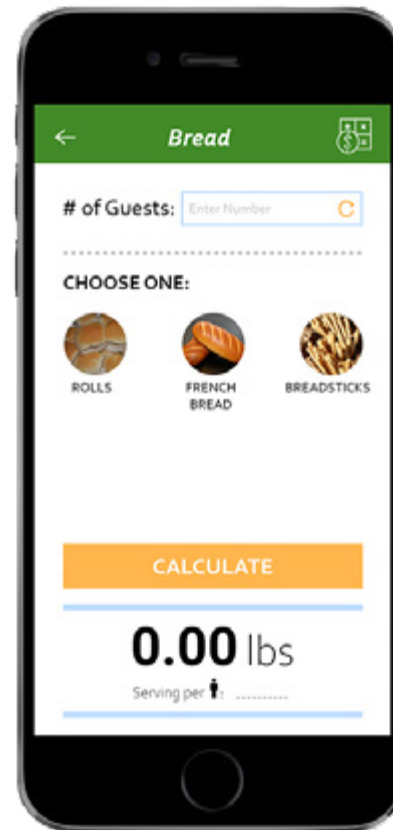 Bread
# of Guests: Enter Number
CHOOSE ONE:
ROLLS FRENCH BREADSTICKS
BREAD
CALCULATE
0.00 lbs
Serving per :